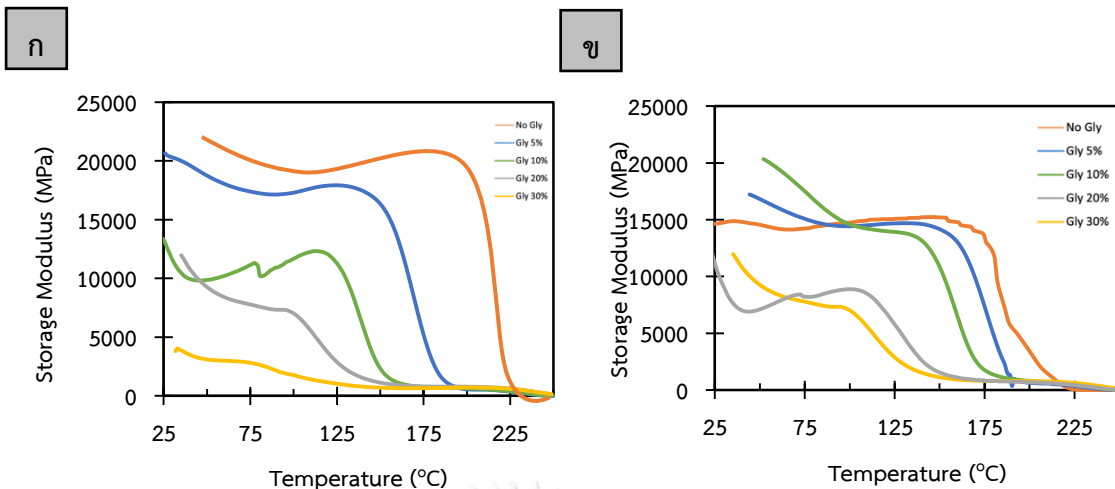 ก
Storage Modulus (MPa)
25000
20000
15000
10000
5000
0
25 75 125 175 225
Temperature (°C)
No Gly
Gly 5%
Gly 10%
Gly 20%
Gly 30%
ข
Storage Modulus (MPa)
25000
20000
15000
10000
5000
0
25 75 125 175 225
Temperature (°C)
No Gly
Gly 5%
Gly 10%
Gly 20%
Gly 30%